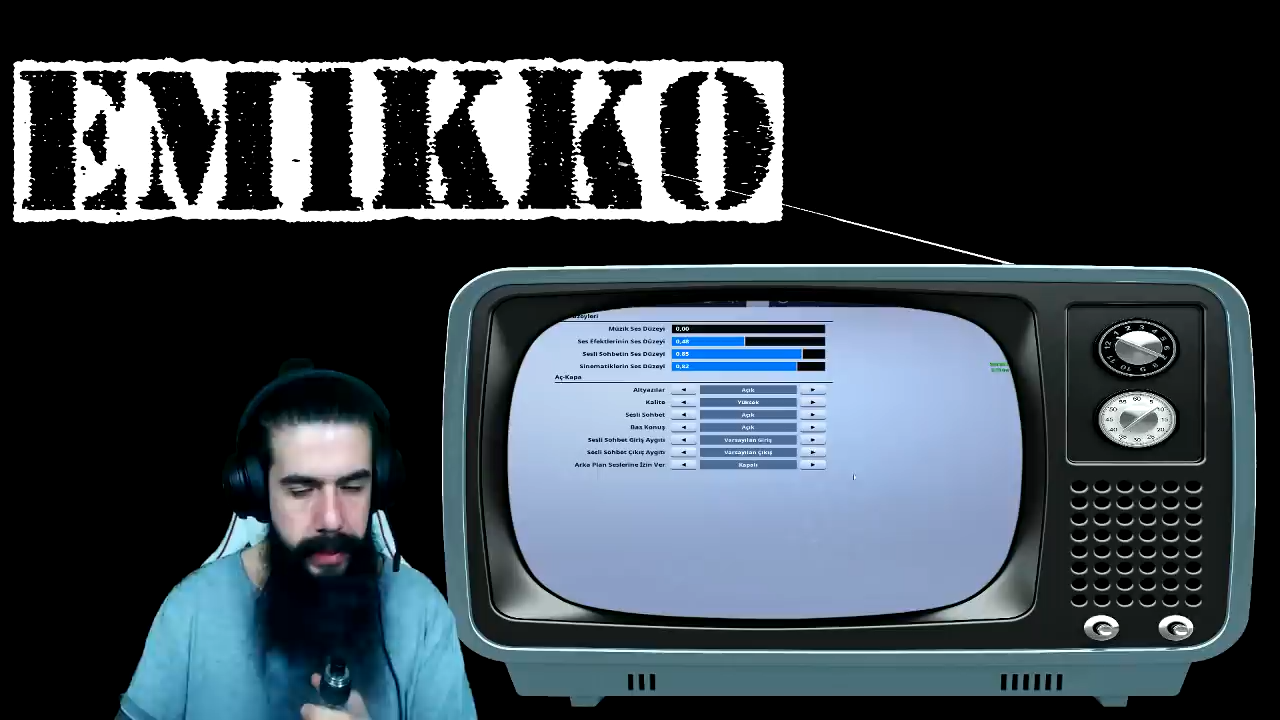 EMIKKO
Müzik Ses Düzeyi 0,00
Ses Efektlerinin Ses Düzeyi 0,48
Sesli Sohbetin Ses Düzeyi 0,85
Sinematiklerin Ses Düzeyi 0,82
Aç-Kapa
Altyazılar Açık
Kalite Yüksek
Sesli Sohbet Açık
Bas Konuş Açık
Sesli Sohbet Giriş Aygıtı Varsayılan Giriş
Sesli Sohbet Çıkış Aygıtı Varsayılan Çıkış
Arka Plan Seslerine İzin Ver Kapalı